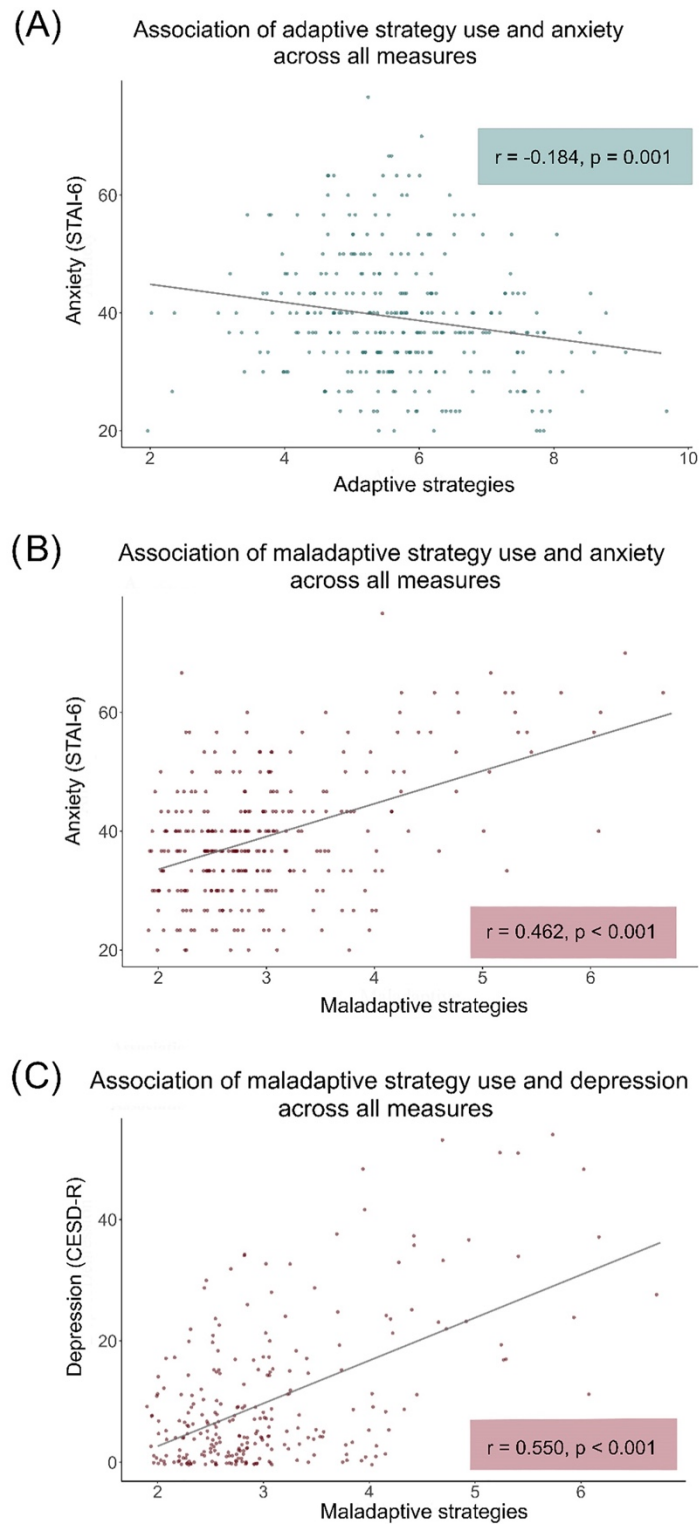 (A)
Association of adaptive strategy use and anxiety
across all measures
r = -0.184, p = 0.001
Anxiety (STAI-6)
60
40
20
2 4 6 8 10
Adaptive strategies
(B)
Association of maladaptive strategy use and anxiety
across all measures
Anxiety (STAI-6)
60
40
20
r = 0.462, p < 0.001
2 3 4 5 6
Maladaptive strategies
(C)
Association of maladaptive strategy use and depression
across all measures
Depression (CESD-R)
40
20
0
r = 0.550, p < 0.001
2 3 4 5 6
Maladaptive strategies